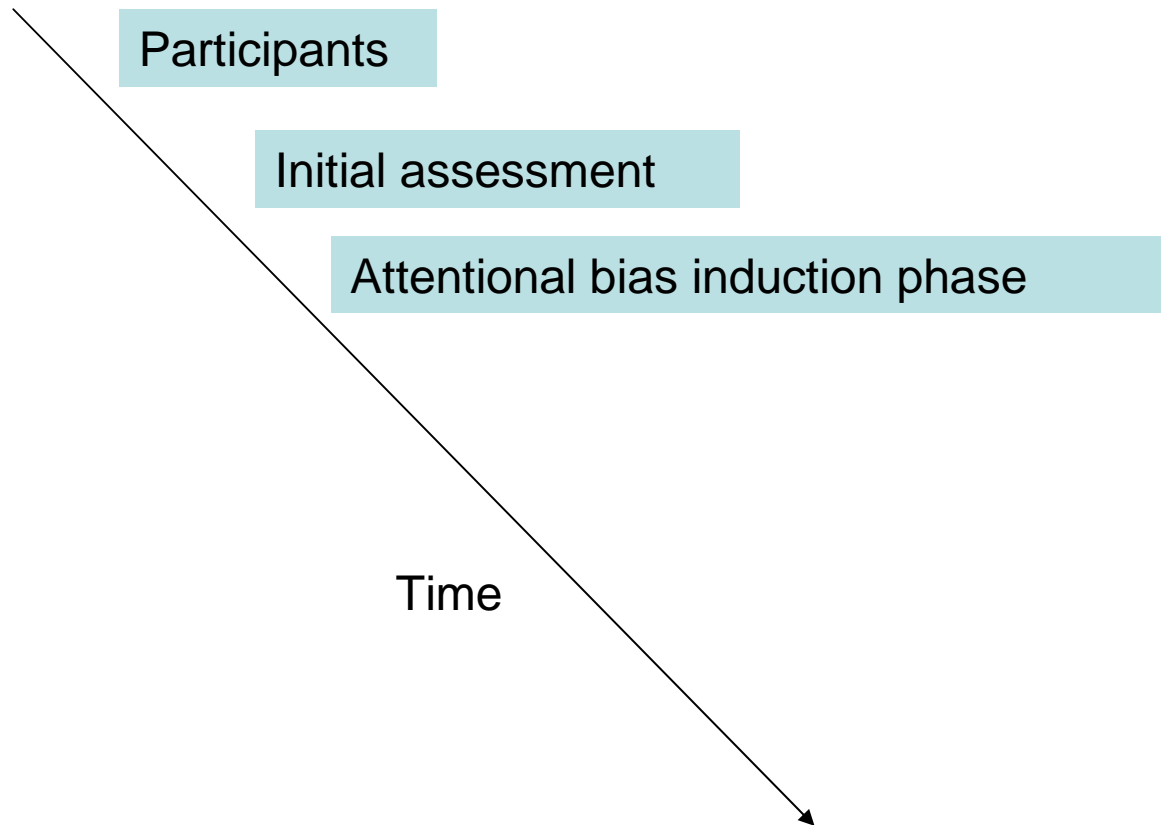 Participants
Initial assessment
Attentional bias induction phase
Time